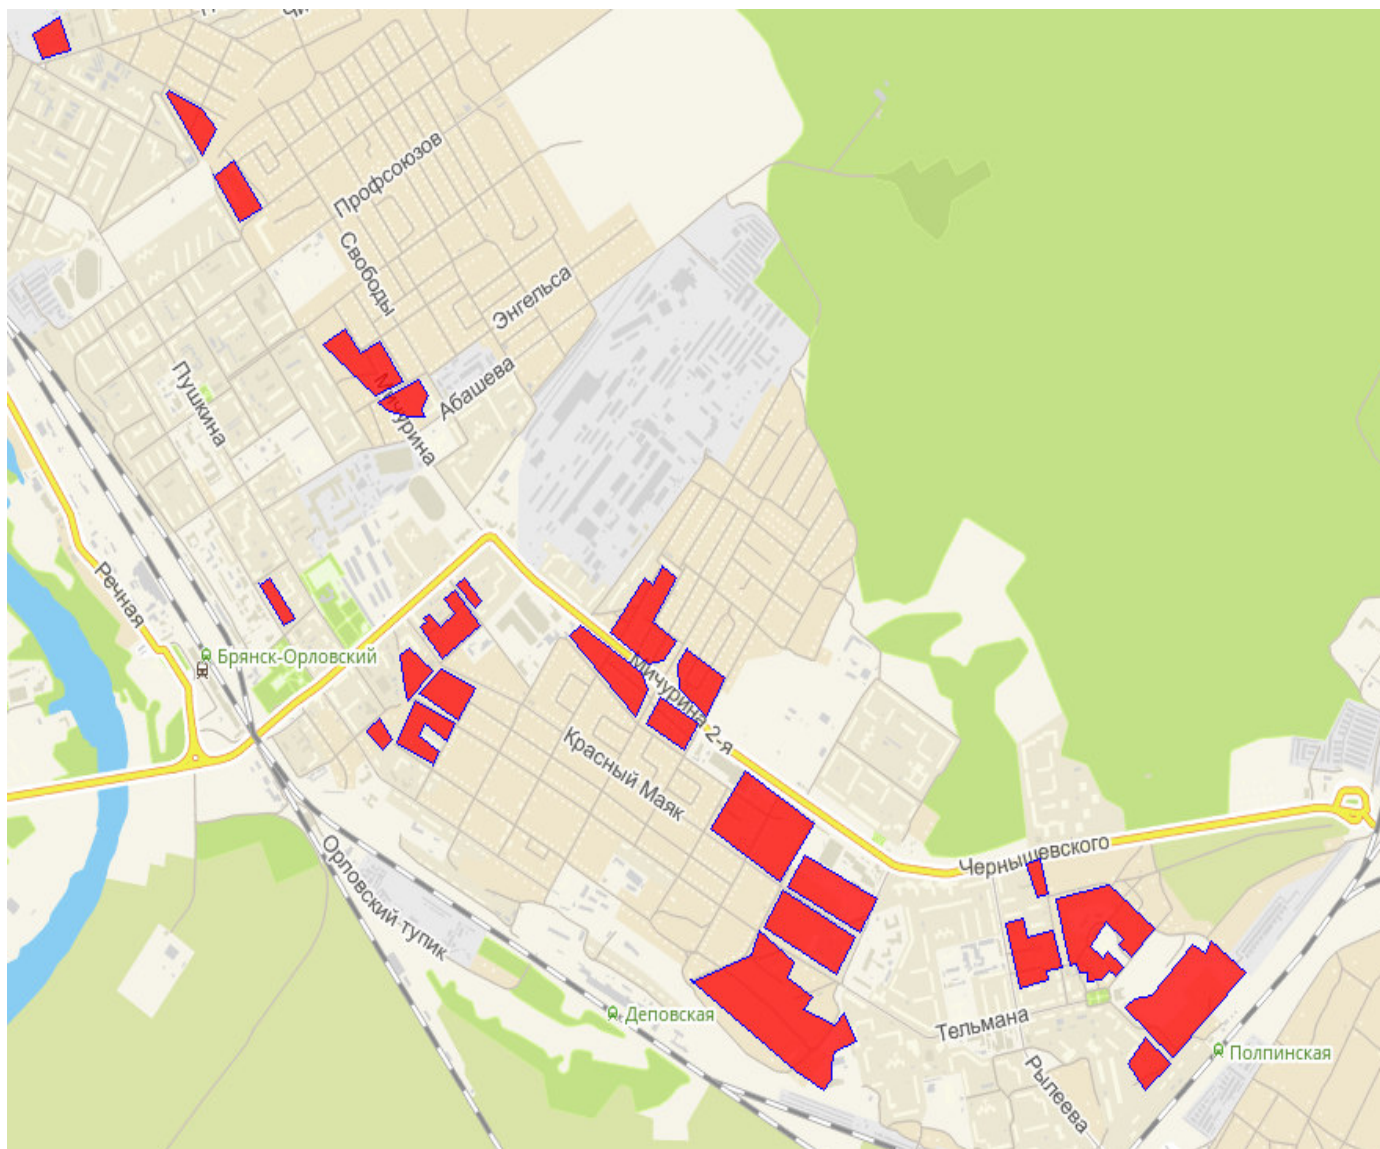 Профсоюзов
Свободы
Энгельса
Пушкина
Мичурина
Абашева
Речная
Брянск-Орловский
Мичурина 2-я
Красный Маяк
Орловский тупик
Чернышевского
Деповская
Тельмана
Полпинская
Рылеева